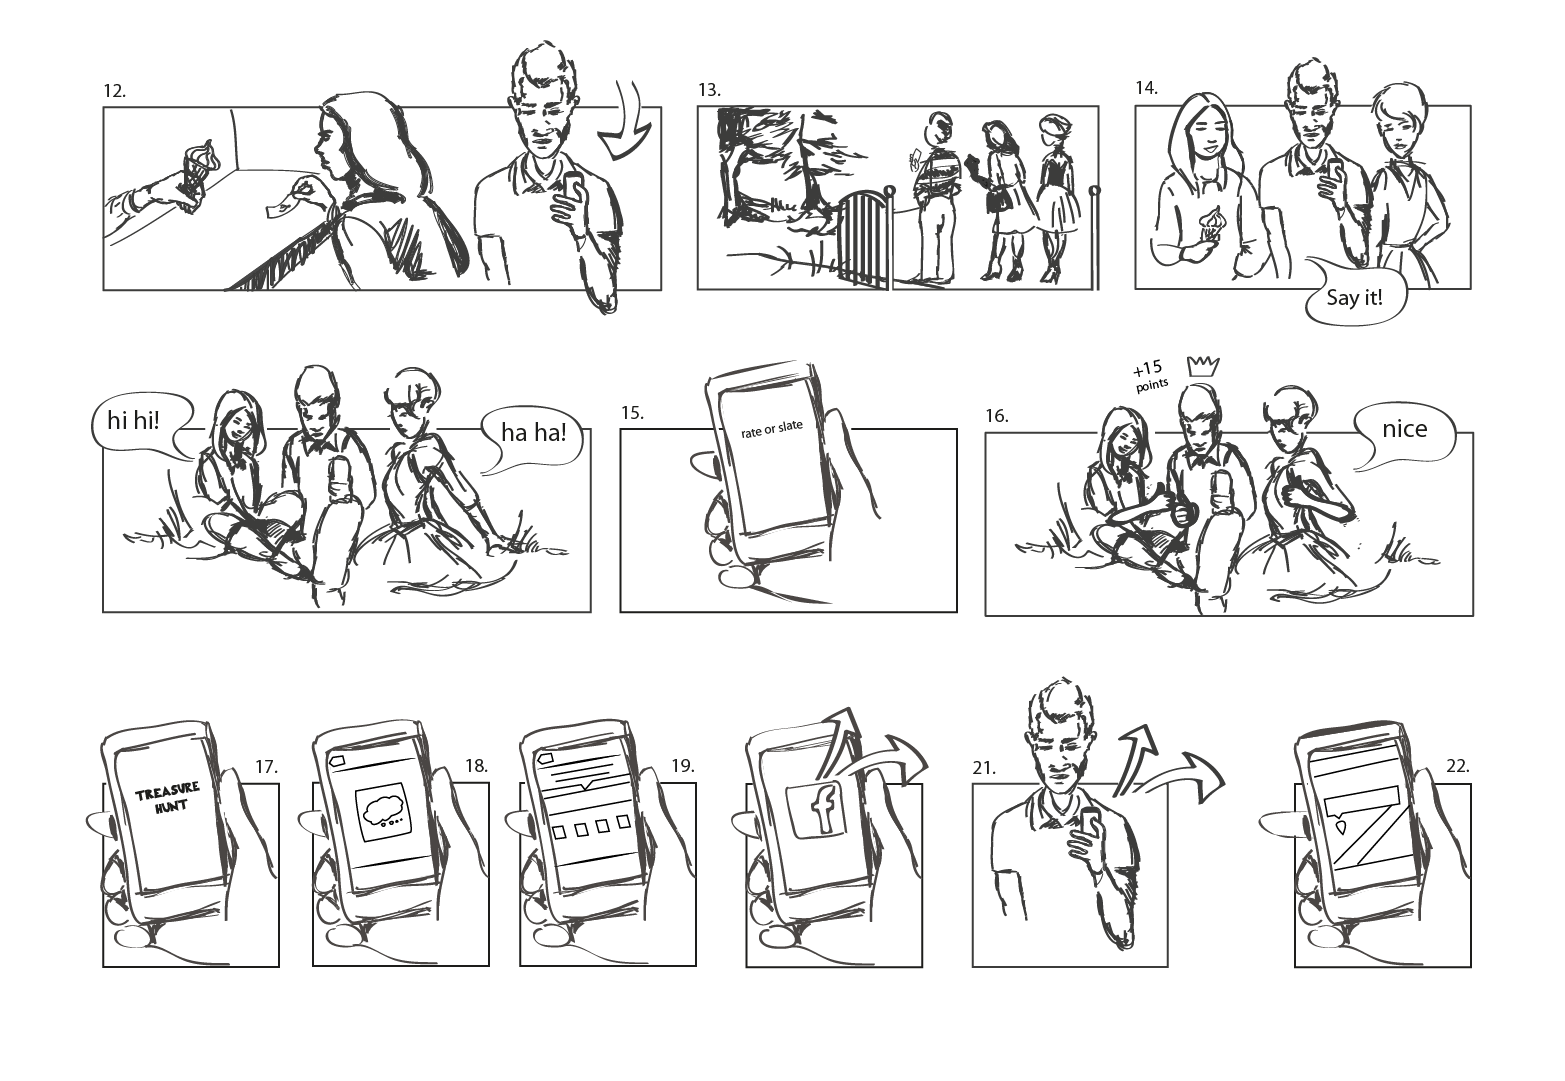 12.
13.
14.
Say it!
hi hi!
ha ha!
15.
rate or slate
16.
+15
points
nice
TREASURE
HUNT
17.
18.
19.
f
21.
22.